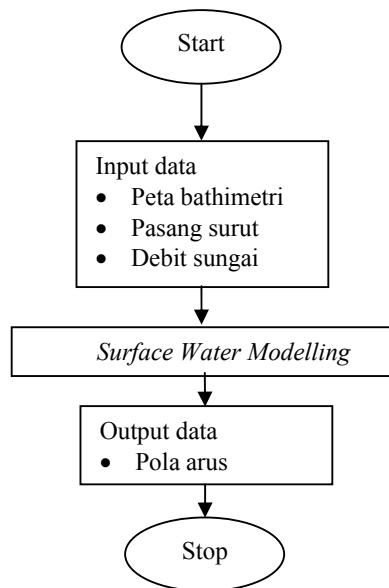 Start
Input data
• Peta bathimetri
• Pasang surut
• Debit sungai
Surface Water Modelling
Output data
• Pola arus
Stop